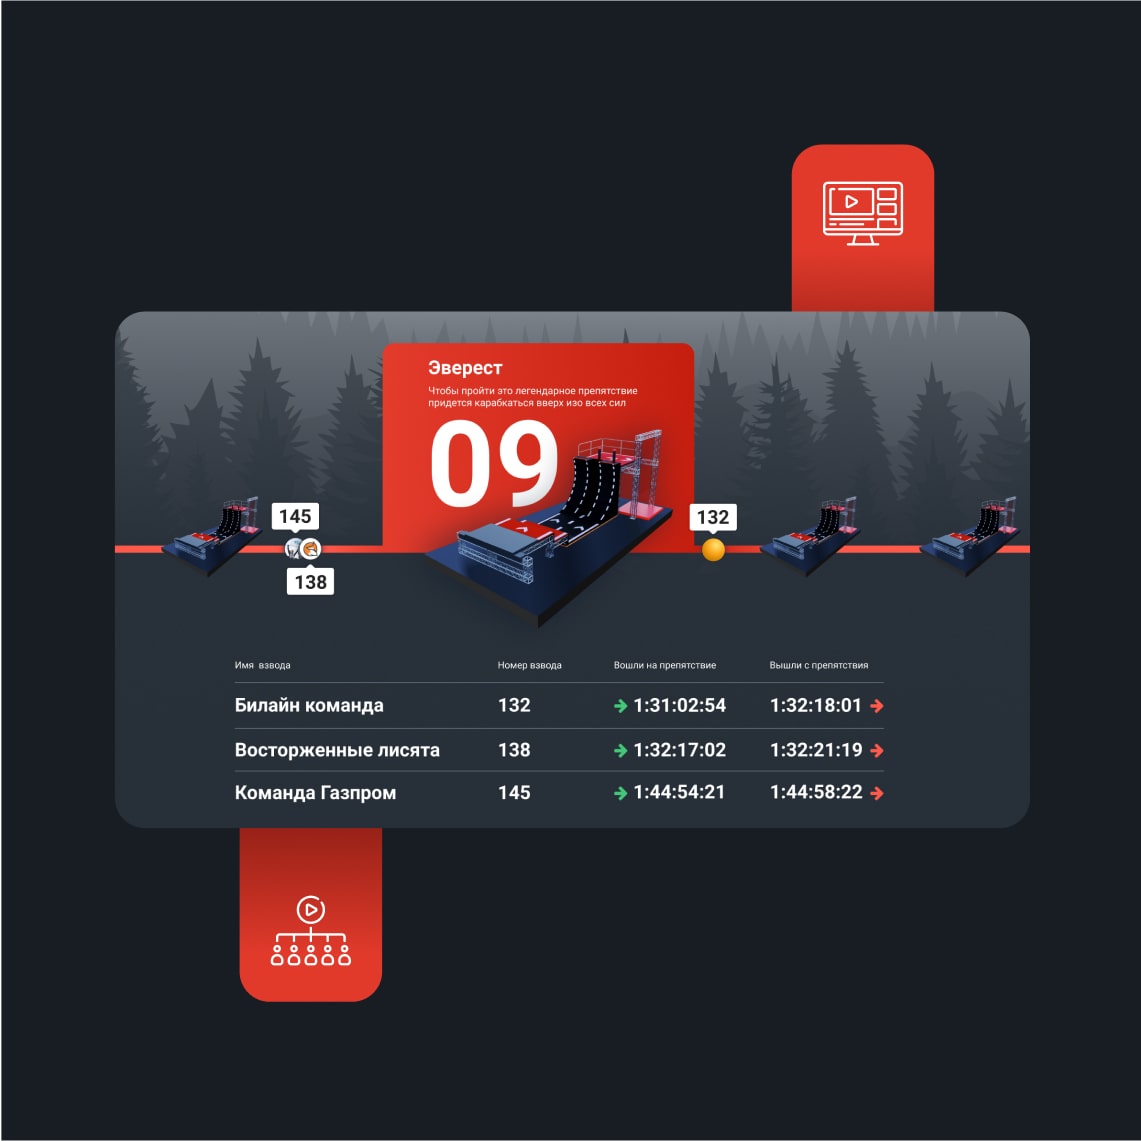 Эверест
Чтобы пройти это легендарное препятствие
придется карабкаться вверх изо всех сил
09
145
132
138
Имя взвода Номер взвода Вошли на препятствие Вышли с препятствия
Билайн команда 132 1:31:02:54 1:32:18:01
Восторженные лисята 138 1:32:17:02 1:32:21:19
Команда Газпром 145 1:44:54:21 1:44:58:22